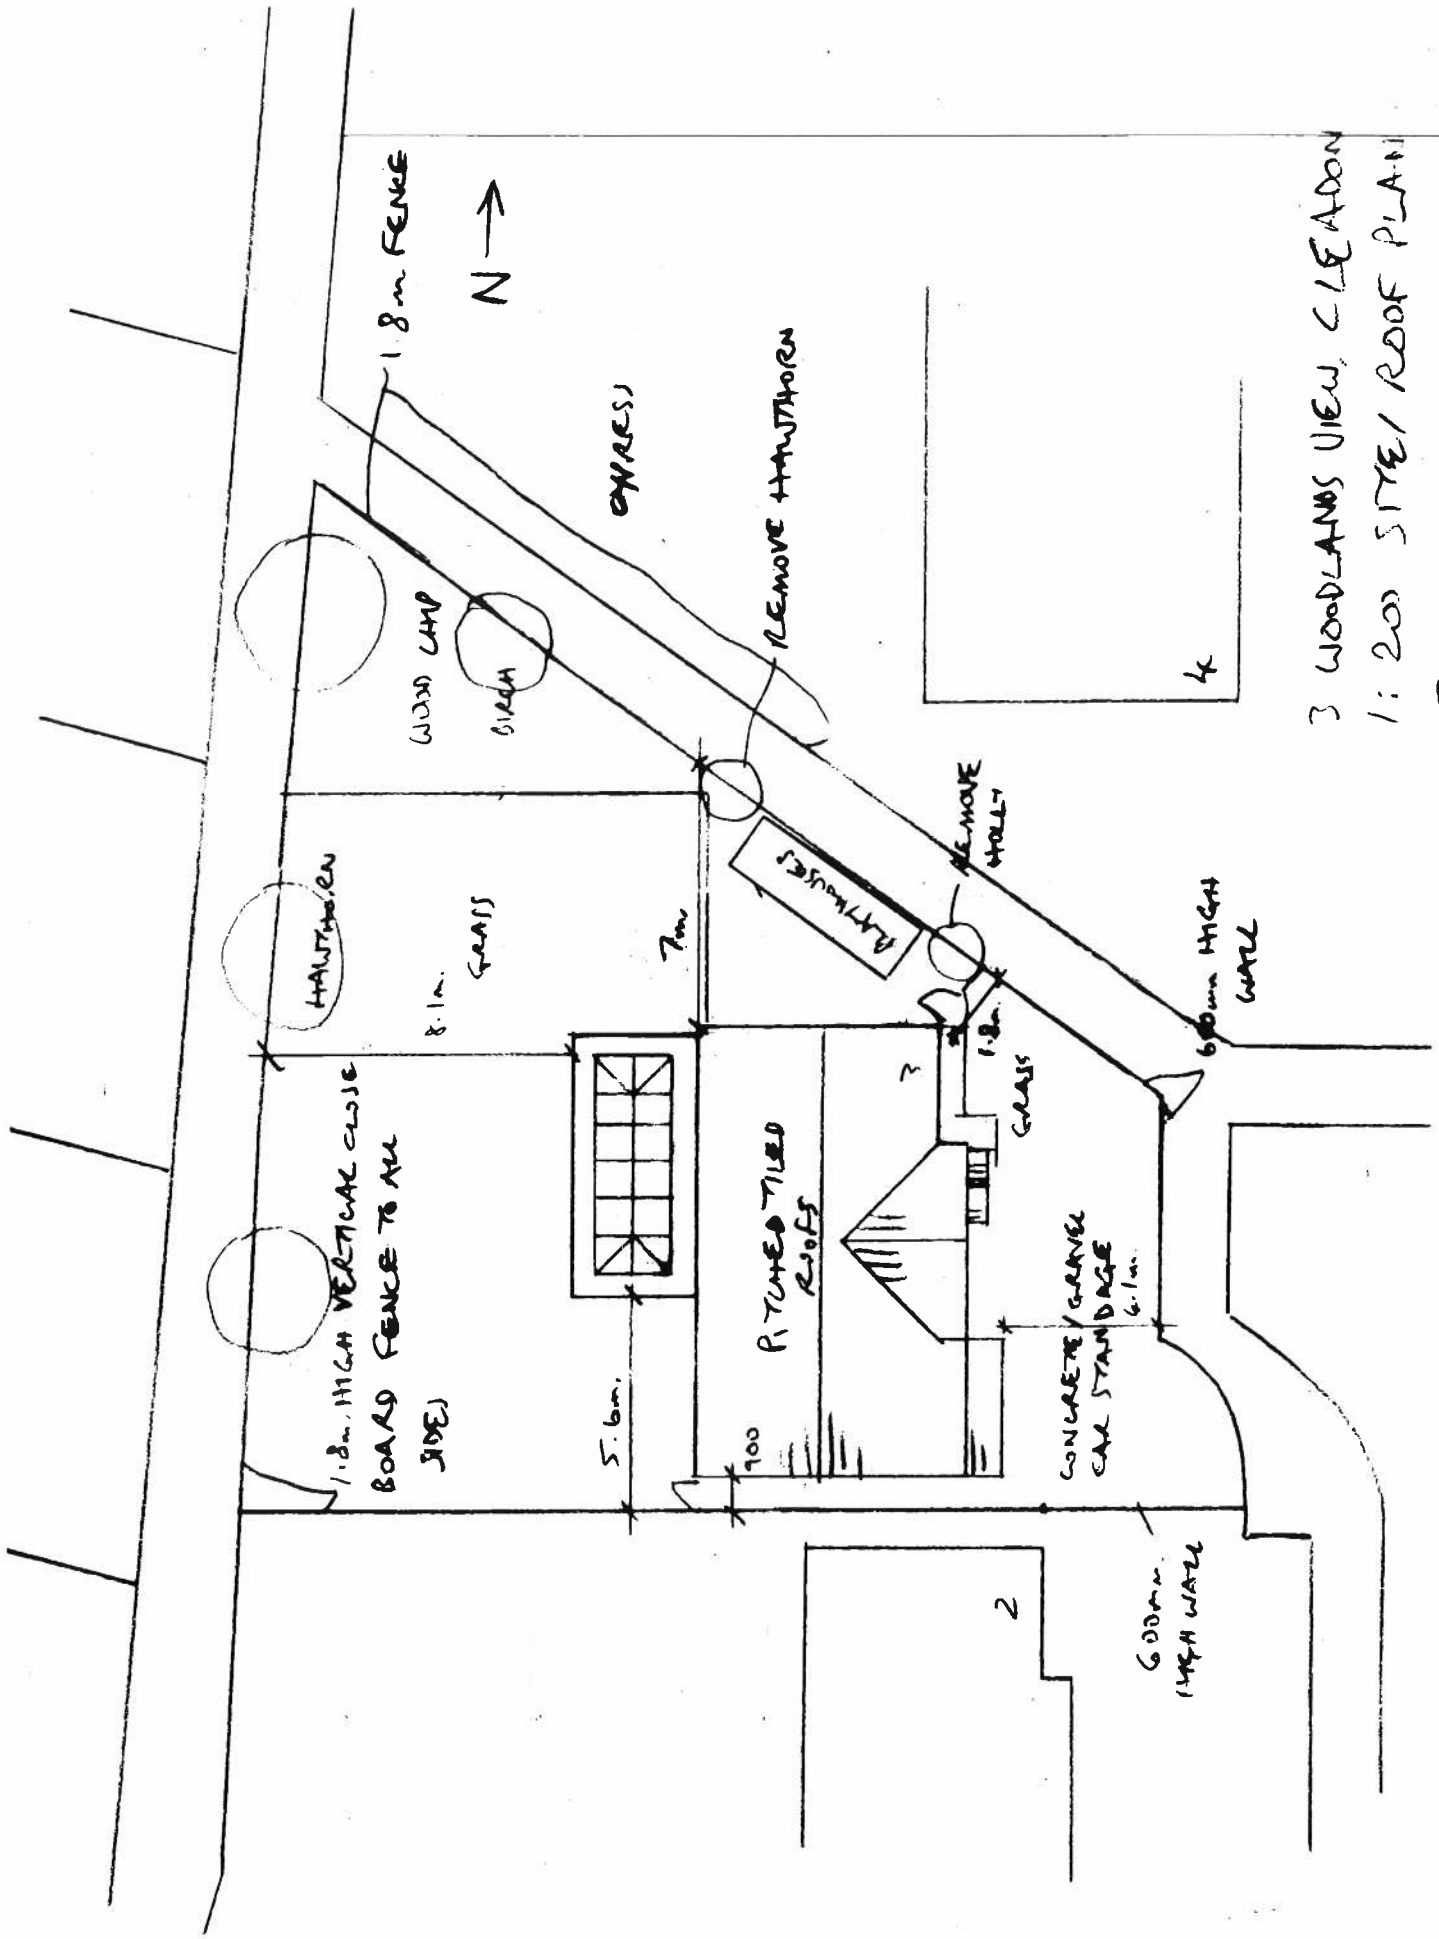 1.8m FENCE
N
CYPRESS
REMOVE HAWTHORN
WOOD CHIP
BIRCH
HAWTHORN
GRASS
8.1m.
7m.
PLAYHOUSES
REMOVE
HOLLY
4
1.8m. HIGH VERTICAL CLOSE
BOARD FENCE TO ALL
SIDES
5.6m.
900
PITCHED TILED
ROOFS
3
1.8m.
GRASS
600mm HIGH
WALL
CONCRETE/GRAVEL
CAR STANDAGE
6.1m.
2
600mm.
HIGH WALL
3 WOODLANDS VIEW, CLEADON
1:200 SITE/ROOF PLAN